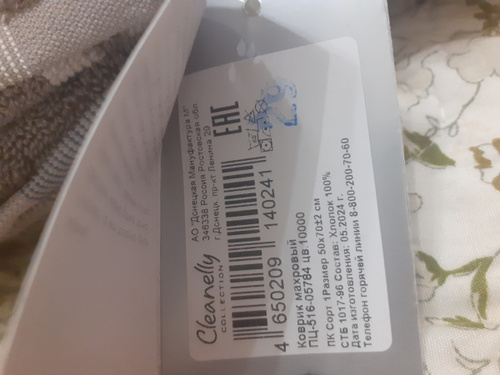 АО "Донецкая Мануфактура М"
346338 Россия Ростовская обл
г Донецк, пр-кт Ленина 29
EAC
Cleanelly
COLLECTION
4 650209 140241
Коврик махровый
ПЦ-516-05784 цв 10000
ПК Сорт 1Размер 50х70±2 см
СТБ 1017-96 Состав: Хлопок 100%
Дата изготовления: 05.2024 г.
Телефон горячей линии 8-800-200-70-60